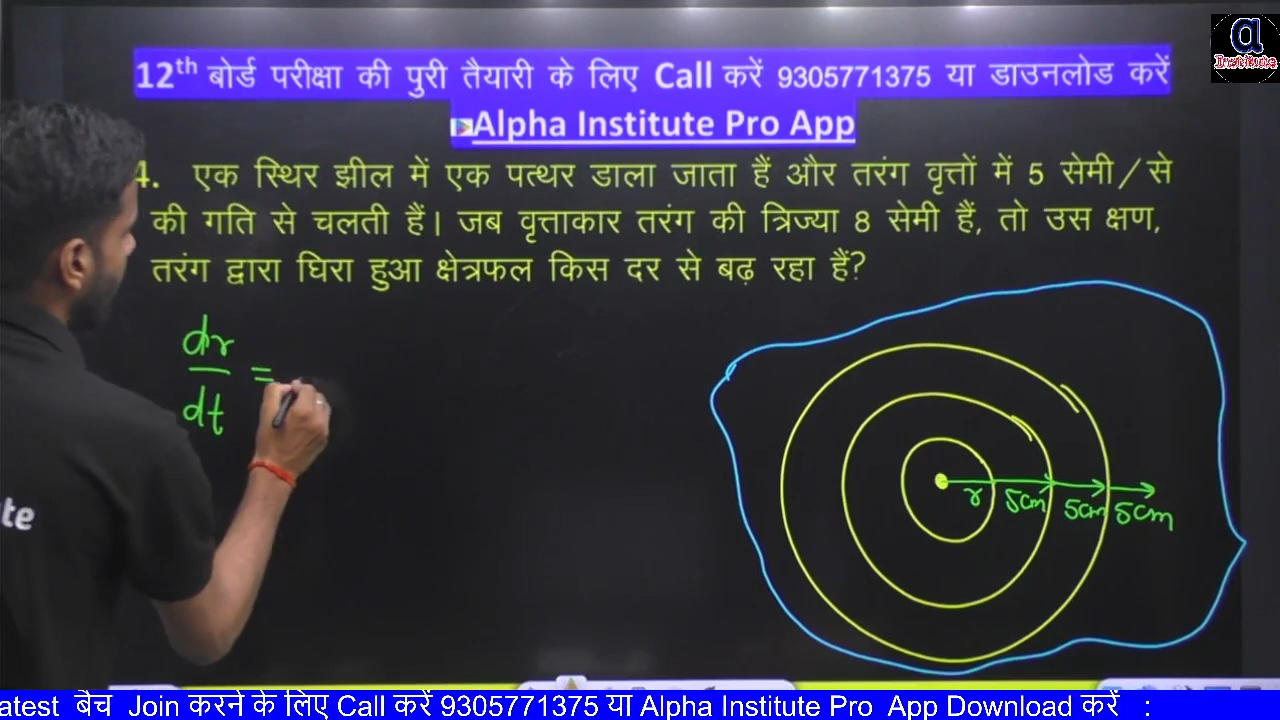 α
Institute
12th बोर्ड परीक्षा की पुरी तैयारी के लिए Call करें 9305771375 या डाउनलोड करें
Alpha Institute Pro App
4. एक स्थिर झील में एक पत्थर डाला जाता हैं और तरंग वृत्तों में 5 सेमी/से
की गति से चलती हैं। जब वृत्ताकार तरंग की त्रिज्या 8 सेमी हैं, तो उस क्षण,
तरंग द्वारा घिरा हुआ क्षेत्रफल किस दर से बढ़ रहा हैं?
dr
dt =
r 5cm 5cm 5cm
te
atest बैच Join करने के लिए Call करें 9305771375 या Alpha Institute Pro App Download करें :